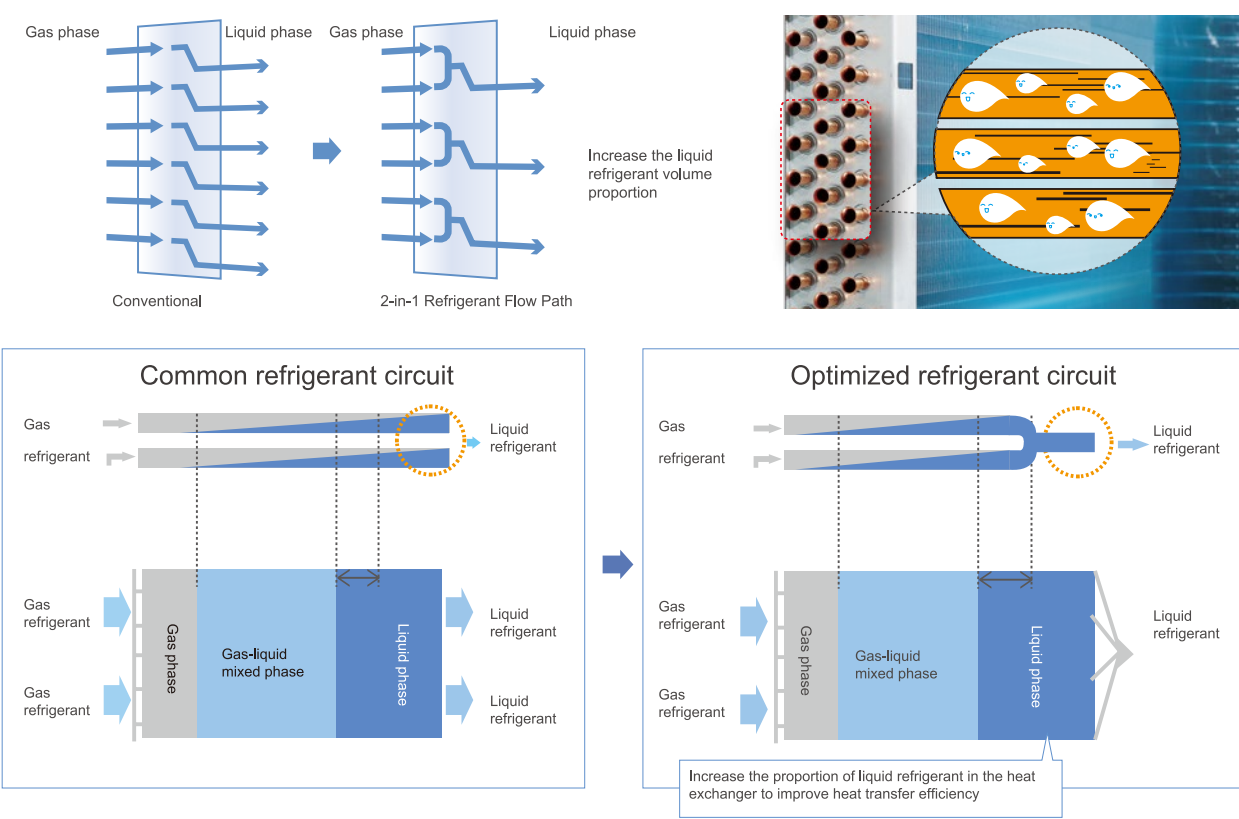 Gas phase
Liquid phase
Gas phase
Liquid phase
Increase the liquid
refrigerant volume
proportion
Conventional
2-in-1 Refrigerant Flow Path
Common refrigerant circuit
Gas
refrigerant
Liquid
refrigerant
Gas
refrigerant
Gas
refrigerant
Gas phase
Gas-liquid
mixed phase
Liquid phase
Liquid
refrigerant
Liquid
refrigerant
Optimized refrigerant circuit
Gas
refrigerant
Liquid
refrigerant
Gas
refrigerant
Gas
refrigerant
Gas phase
Gas-liquid
mixed phase
Liquid phase
Liquid
refrigerant
Increase the proportion of liquid refrigerant in the heat
exchanger to improve heat transfer efficiency